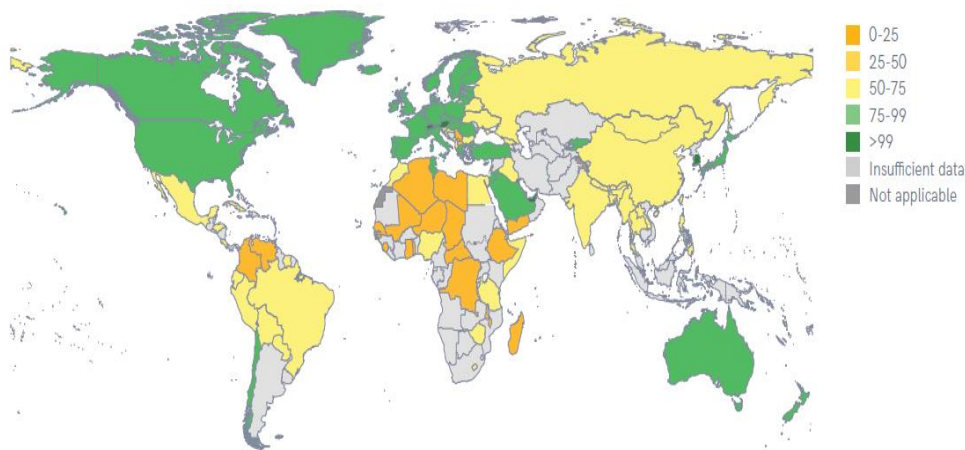 0-25
25-50
50-75
75-99
>99
Insufficient data
Not applicable